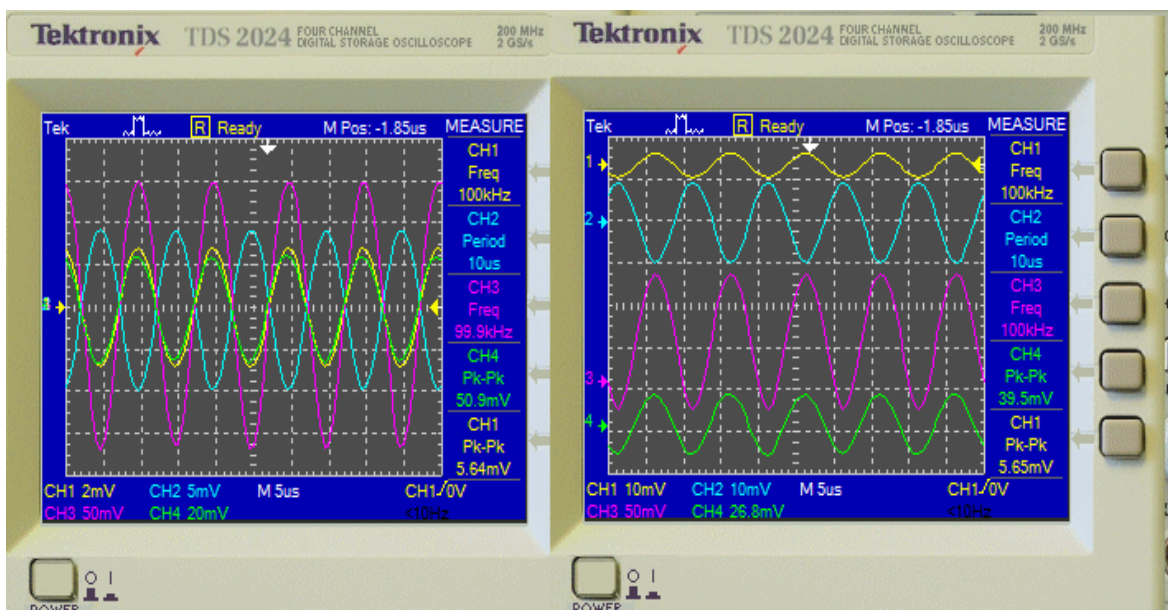 Tektronix TDS 2024 FOUR CHANNEL DIGITAL STORAGE OSCILLOSCOPE 200 MHz 2 GS/s
Tek R Ready M Pos: -1.85us MEASURE
CH1
Freq
100kHz
CH2
Period
10us
CH3
Freq
99.9kHz
CH4
Pk-Pk
50.9mV
CH1
Pk-Pk
5.64mV
CH1 2mV CH2 5mV M 5us CH1 0V
CH3 50mV CH4 20mV <10Hz
O I
POWER
Tektronix TDS 2024 FOUR CHANNEL DIGITAL STORAGE OSCILLOSCOPE 200 MHz 2 GS/s
Tek R Ready M Pos: -1.85us MEASURE
1
2
3
4
CH1
Freq
100kHz
CH2
Period
10us
CH3
Freq
100kHz
CH4
Pk-Pk
39.5mV
CH1
Pk-Pk
5.65mV
CH1 10mV CH2 10mV M 5us CH1 0V
CH3 50mV CH4 26.8mV <10Hz
O I
POWER